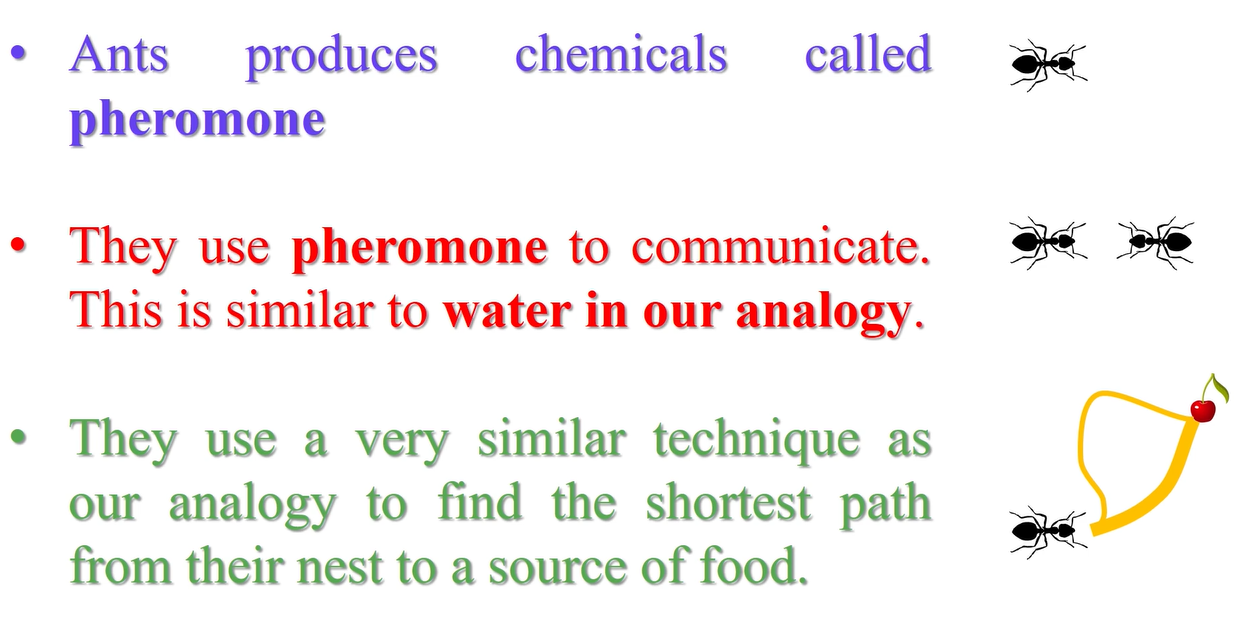 • Ants produces chemicals called
pheromone
• They use pheromone to communicate.
This is similar to water in our analogy.
• They use a very similar technique as
our analogy to find the shortest path
from their nest to a source of food.